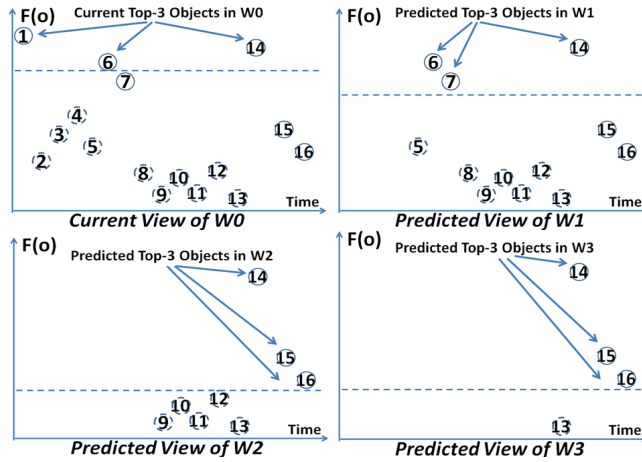 F(o)
Current Top-3 Objects in W0
1
14
6
7
4
3
5
2
15
16
8
10
12
9
11
13
Time
Current View of W0
F(o)
Predicted Top-3 Objects in W1
14
6
7
5
15
16
8
10
12
9
11
13
Time
Predicted View of W1
F(o)
Predicted Top-3 Objects in W2
14
15
16
12
10
9
11
13
Time
Predicted View of W2
F(o)
Predicted Top-3 Objects in W3
14
15
16
13
Time
Predicted View of W3